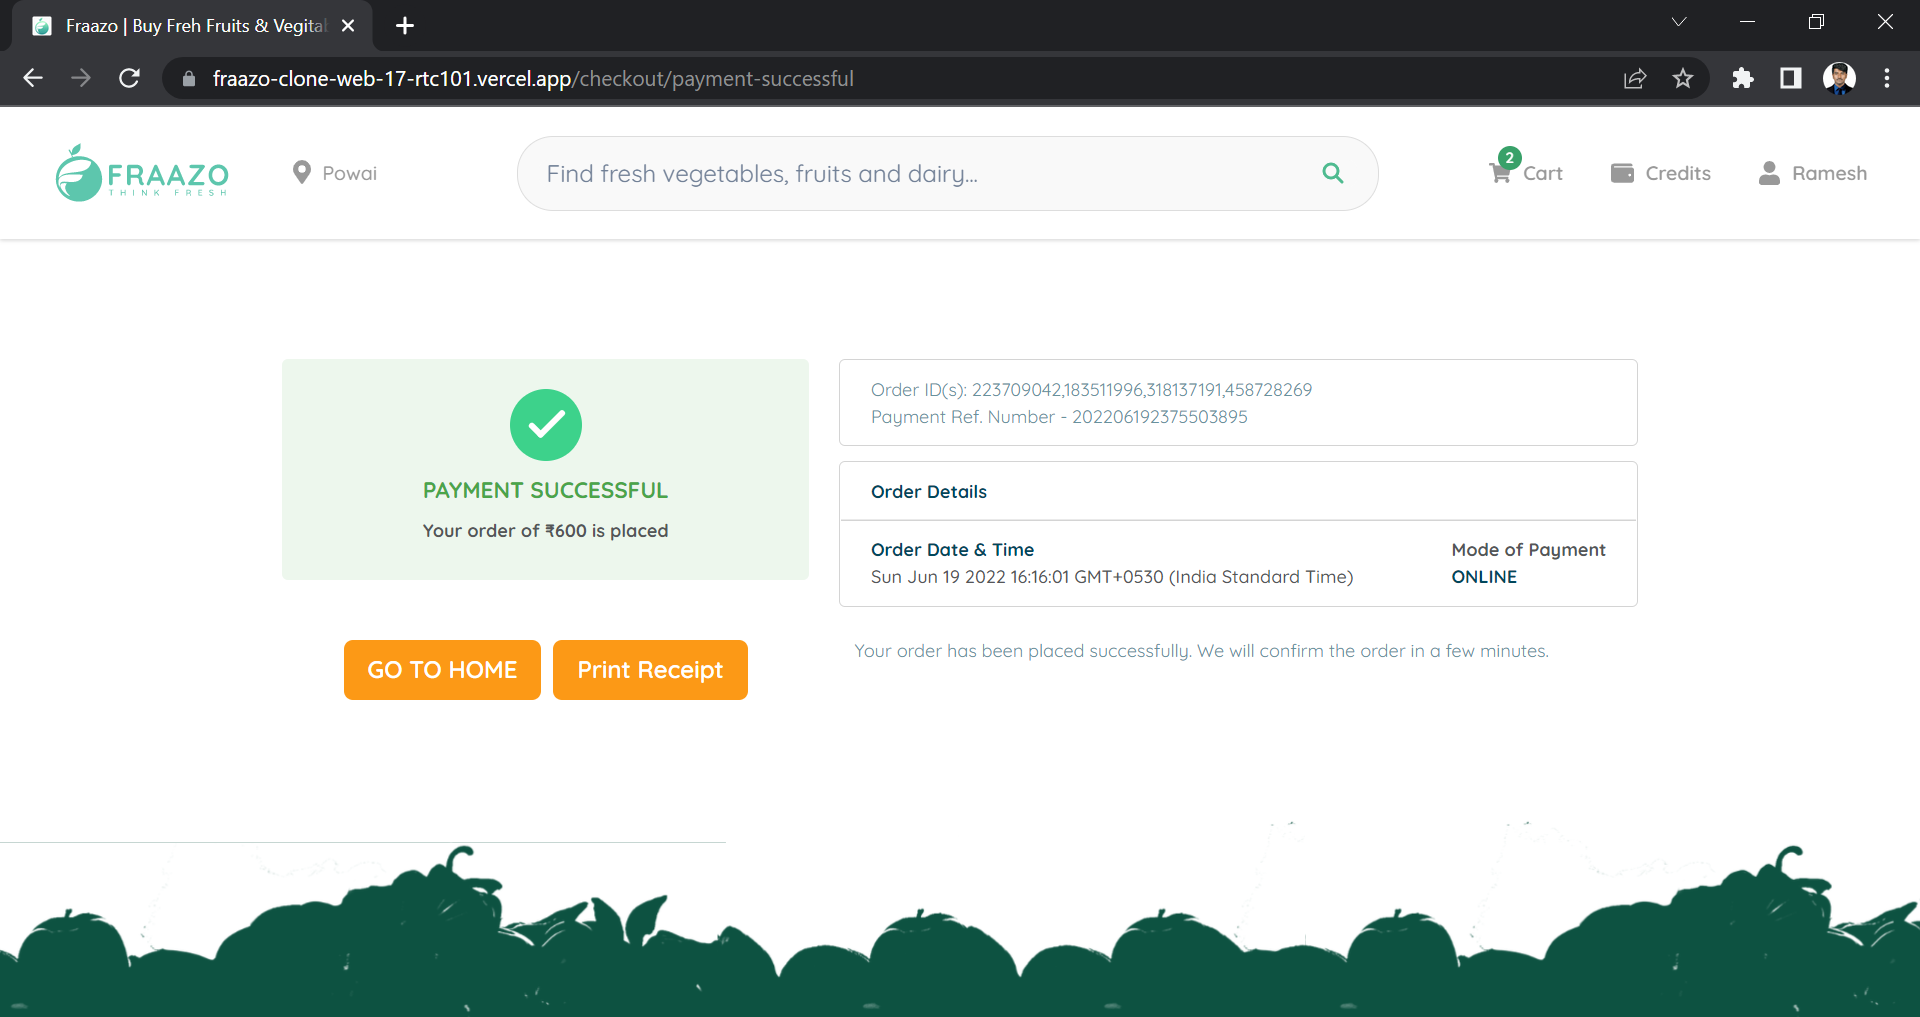 Fraazo | Buy Freh Fruits & Vegital
fraazo-clone-web-17-rtc101.vercel.app/checkout/payment-successful
FRAAZO
THINK FRESH
Powai
Find fresh vegetables, fruits and dairy...
2
Cart
Credits
Ramesh
PAYMENT SUCCESSFUL
Your order of ₹600 is placed
GO TO HOME
Print Receipt
Order ID(s): 223709042,183511996,318137191,458728269
Payment Ref. Number - 202206192375503895
Order Details
Order Date & Time
Sun Jun 19 2022 16:16:01 GMT+0530 (India Standard Time)
Mode of Payment
ONLINE
Your order has been placed successfully. We will confirm the order in a few minutes.